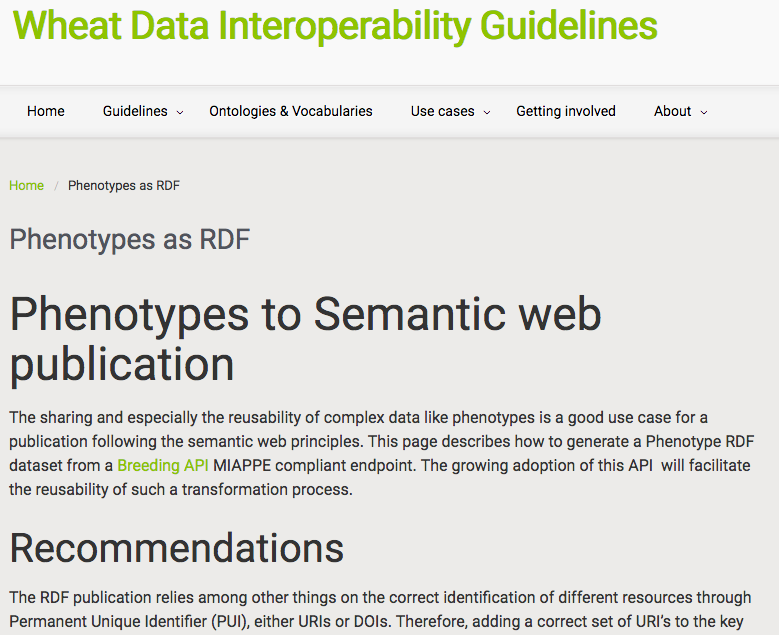 Wheat Data Interoperability Guidelines
Home Guidelines Ontologies & Vocabularies Use cases Getting involved About
Home / Phenotypes as RDF
Phenotypes as RDF
Phenotypes to Semantic web
publication
The sharing and especially the reusability of complex data like phenotypes is a good use case for a
publication following the semantic web principles. This page describes how to generate a Phenotype RDF
dataset from a Breeding API MIAPPE compliant endpoint. The growing adoption of this API  will facilitate
the reusability of such a transformation process.
Recommendations
The RDF publication relies among other things on the correct identification of different resources through
Permanent Unique Identifier (PUI), either URIs or DOIs. Therefore, adding a correct set of URI’s to the key